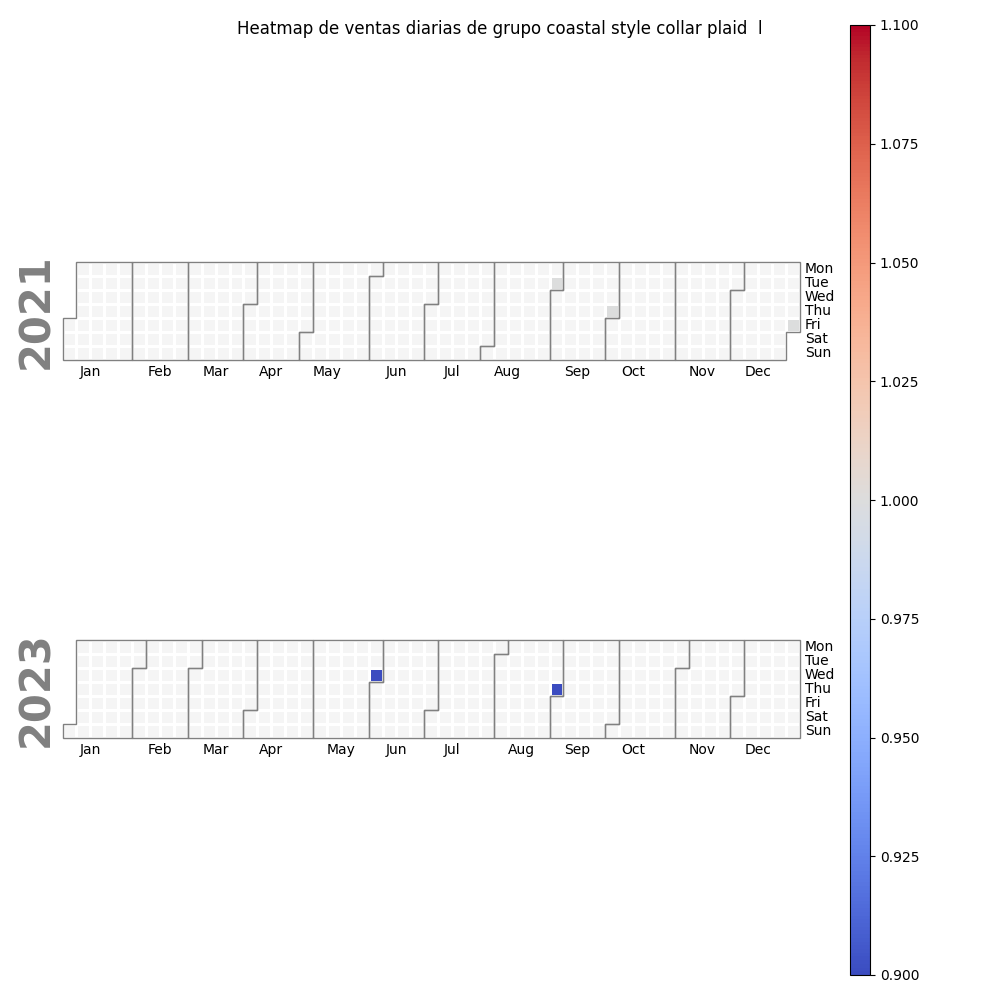 Heatmap de ventas diarias de grupo coastal style collar plaid  l
2021
Mon
Tue
Wed
Thu
Fri
Sat
Sun
Jan Feb Mar Apr May Jun Jul Aug Sep Oct Nov Dec
2023
Mon
Tue
Wed
Thu
Fri
Sat
Sun
Jan Feb Mar Apr May Jun Jul Aug Sep Oct Nov Dec
1.100
1.075
1.050
1.025
1.000
0.975
0.950
0.925
0.900